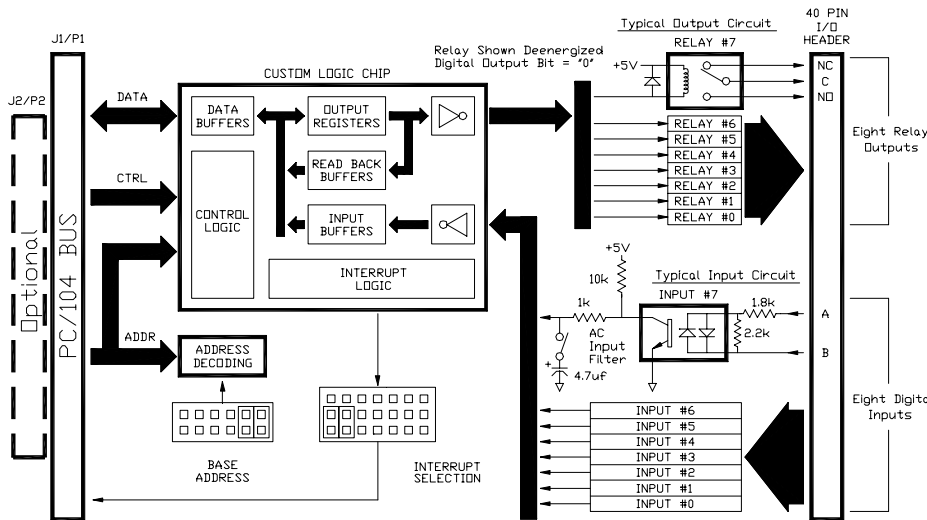 40 PIN
I/O
HEADER
Typical Output Circuit
RELAY #7
J1/P1
J2/P2
Relay Shown Deenergized
Digital Output Bit = "0"
+5V
NC
C
NO
CUSTOM LOGIC CHIP
DATA
DATA
BUFFERS
OUTPUT
REGISTERS
RELAY #6
RELAY #5
RELAY #4
RELAY #3
RELAY #2
RELAY #1
RELAY #0
Eight Relay
Outputs
READ BACK
BUFFERS
CTRL
CONTROL
LOGIC
INPUT
BUFFERS
INTERRUPT
LOGIC
Optional
PC/104 BUS
+5V
10k
Typical Input Circuit
INPUT #7
1k
1.8k
A
2.2k
B
AC
Input
Filter
+
4.7uf
ADDR
ADDRESS
DECODING
BASE
ADDRESS
INTERRUPT
SELECTION
INPUT #6
INPUT #5
INPUT #4
INPUT #3
INPUT #2
INPUT #1
INPUT #0
Eight Digital
Inputs